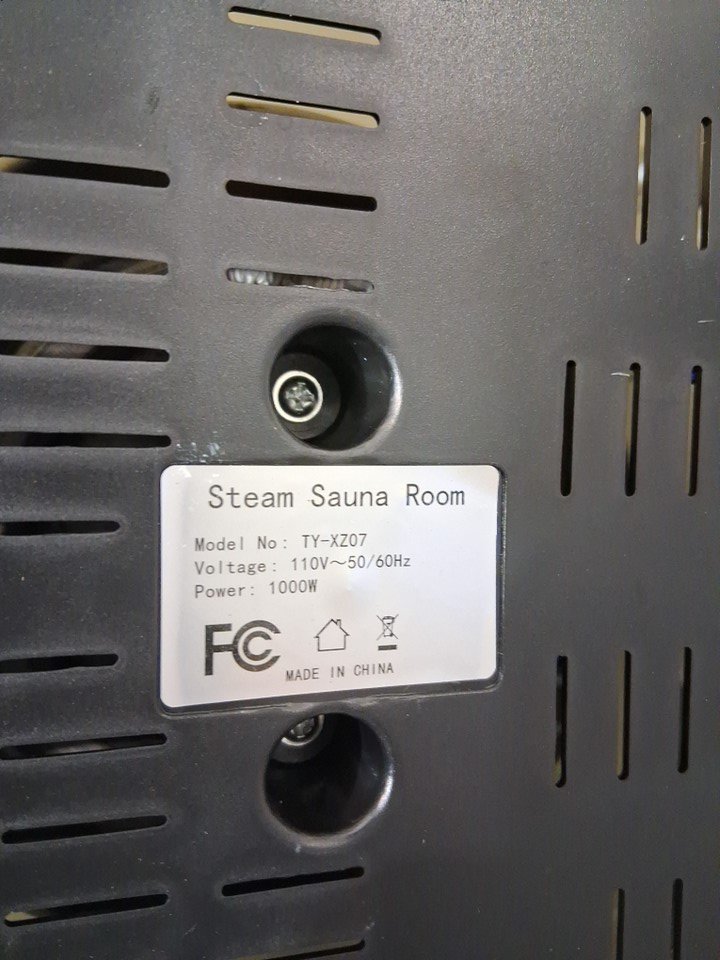 Steam Sauna Room
Model No: TY-XZ07
Voltage: 110V～50/60Hz
Power: 1000W
FC
MADE IN CHINA